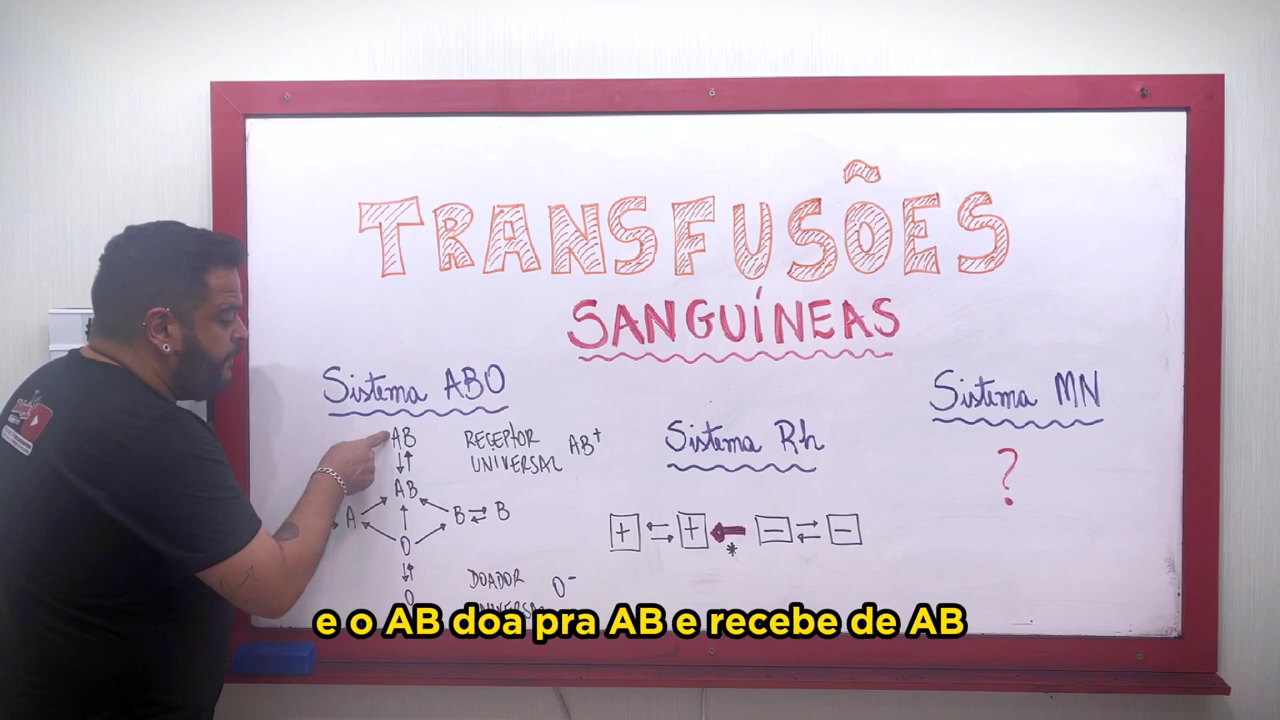 TRANSFUSÕES
SANGUÍNEAS
Sistema ABO
AB
AB
A
B B
O
O
RECEPTOR
UNIVERSAL AB+
DOADOR
O-
Sistema Rh
+ + - -
*
Sistema MN
?
e o AB doa pra AB e recebe de AB